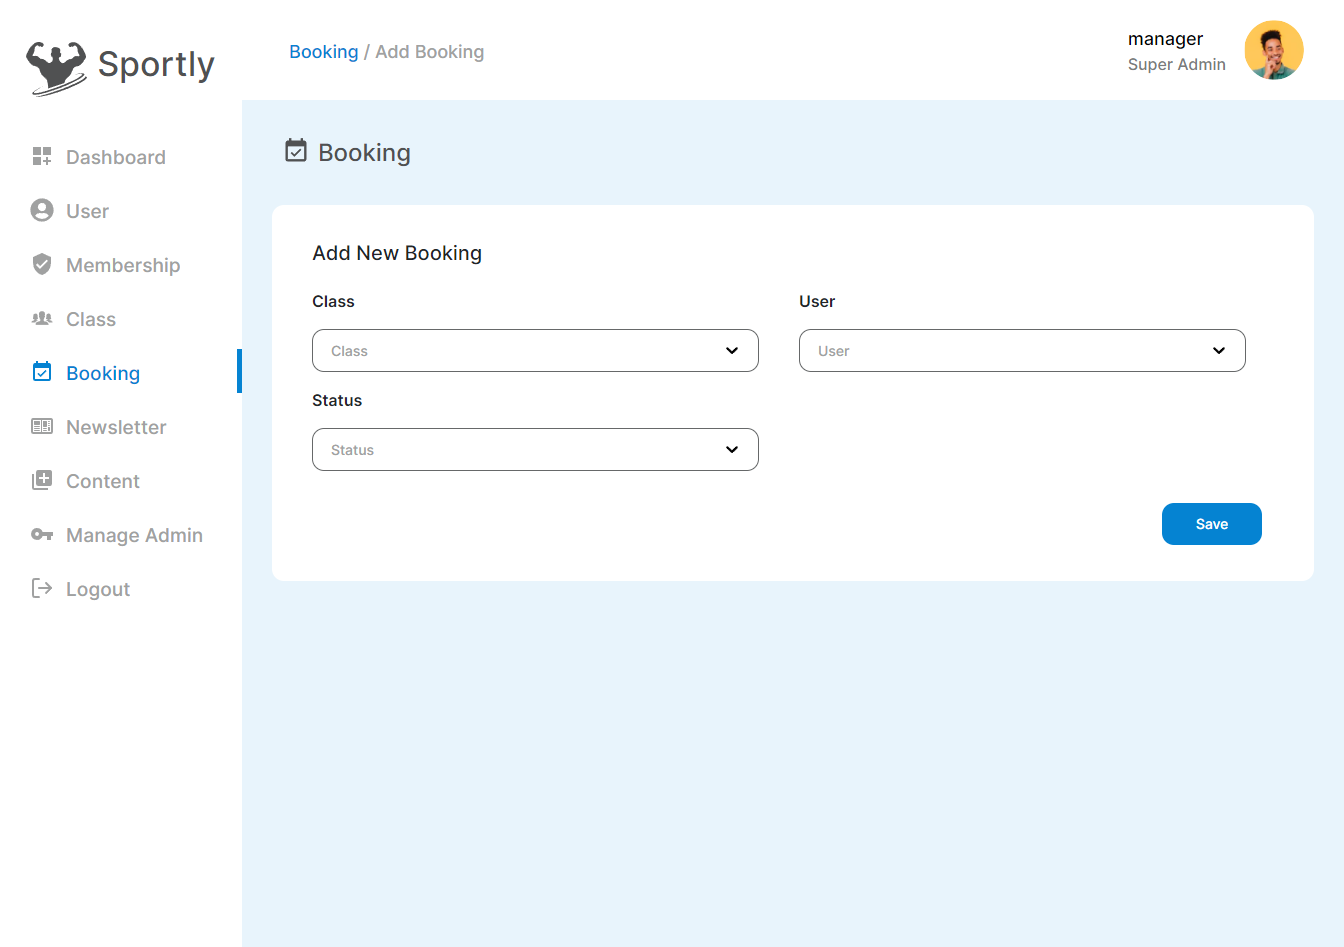 Sportly
Booking / Add Booking
manager
Super Admin
Dashboard
User
Membership
Class
Booking
Newsletter
Content
Manage Admin
Logout
Booking
Add New Booking
Class
User
Class
User
Status
Status
Save